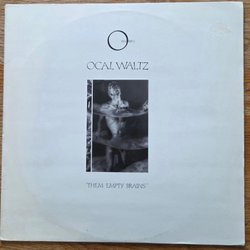 OCAL WALTZ
"THEM EMPTY BRAINS"